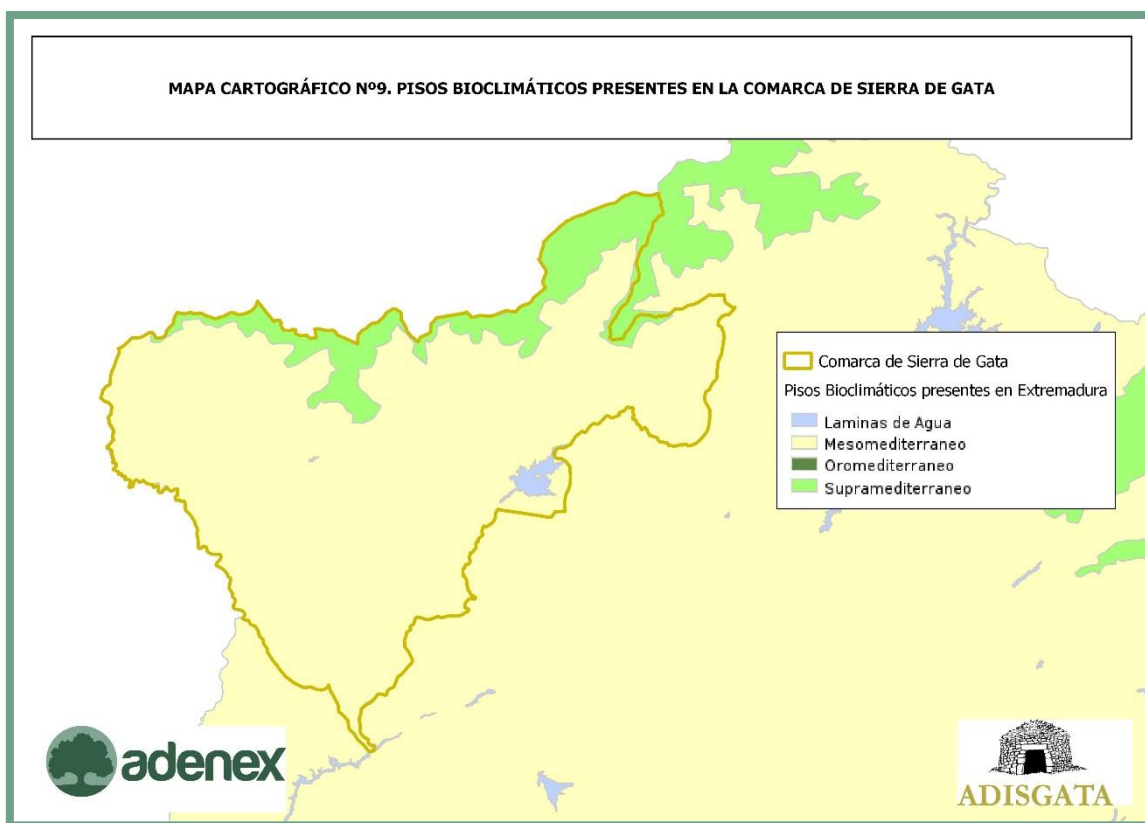 MAPA CARTOGRÁFICO Nº9. PISOS BIOCLIMÁTICOS PRESENTES EN LA COMARCA DE SIERRA DE GATA
Comarca de Sierra de Gata
Pisos Bioclimáticos presentes en Extremadura
Laminas de Agua
Mesomediterraneo
Oromediterraneo
Supramediterraneo
adenex
ADISGATA